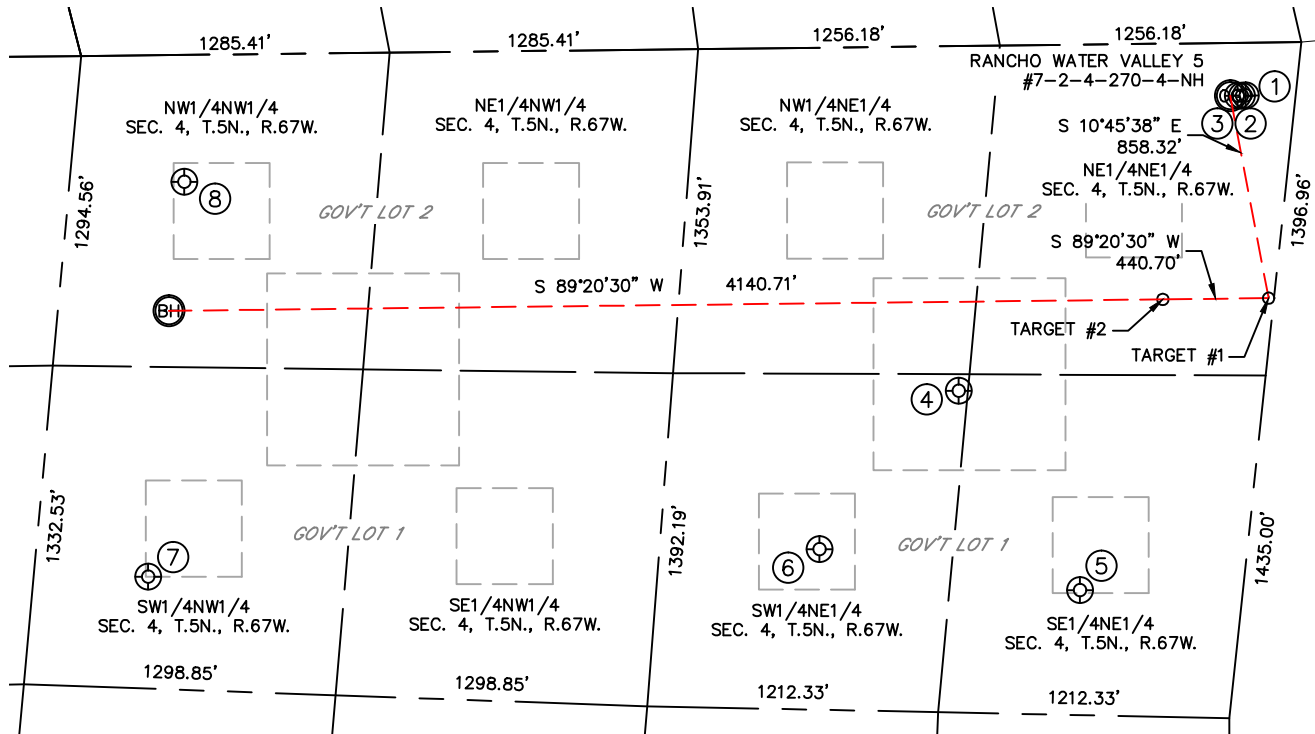 1285.41'
1285.41'
1256.18'
1256.18'
RANCHO WATER VALLEY 5
#7-2-4-270-4-NH
1
3
2
NW1/4NW1/4
SEC. 4, T.5N., R.67W.
NE1/4NW1/4
SEC. 4, T.5N., R.67W.
NW1/4NE1/4
SEC. 4, T.5N., R.67W.
S 10°45'38" E
858.32'
NE1/4NE1/4
SEC. 4, T.5N., R.67W.
8
1294.56'
GOV'T LOT 2
1353.91'
GOV'T LOT 2
1396.96'
S 89°20'30" W
440.70'
S 89°20'30" W
4140.71'
BH
TARGET #2
TARGET #1
4
1332.53'
7
GOV'T LOT 1
1392.19'
6
GOV'T LOT 1
5
1435.00'
SW1/4NW1/4
SEC. 4, T.5N., R.67W.
SE1/4NW1/4
SEC. 4, T.5N., R.67W.
SW1/4NE1/4
SEC. 4, T.5N., R.67W.
SE1/4NE1/4
SEC. 4, T.5N., R.67W.
1298.85'
1298.85'
1212.33'
1212.33'